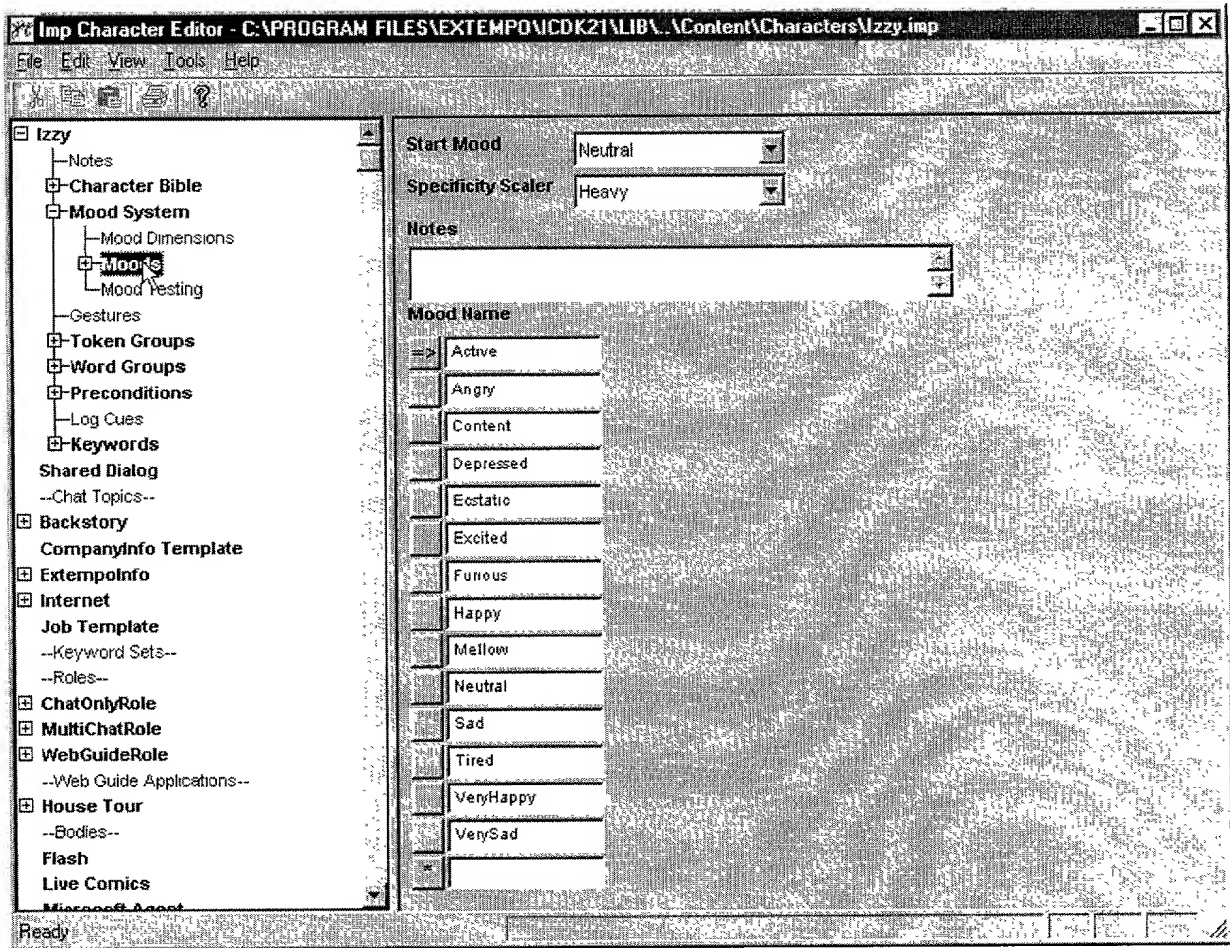 Imp Character Editor - C:\PROGRAM FILES\EXTEMPO\ICDK21\LIB\..\Content\Characters\Izzy.imp
File Edit View Tools Help
Izzy
Notes
Character Bible
Mood System
Mood Dimensions
Moods
Mood Testing
Gestures
Token Groups
Word Groups
Preconditions
Log Cues
Keywords
Shared Dialog
--Chat Topics--
Backstory
CompanyInfo Template
ExtempoInfo
Internet
Job Template
--Keyword Sets--
--Roles--
ChatOnlyRole
MultiChatRole
WebGuideRole
--Web Guide Applications--
House Tour
--Bodies--
Flash
Live Comics
Microsoft Agent
Start Mood Neutral
Specificity Scaler Heavy
Notes
Mood Name
=> Active
Angry
Content
Depressed
Ecstatic
Excited
Furious
Happy
Mellow
Neutral
Sad
Tired
VeryHappy
VerySad
*
Ready